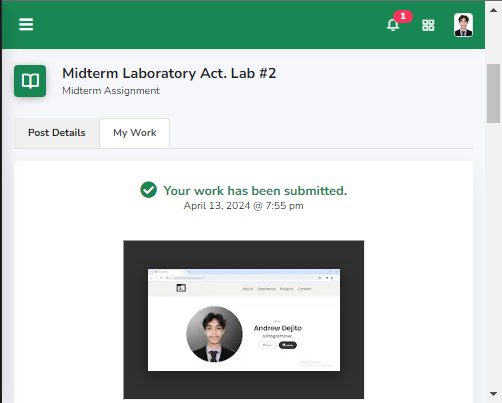 1
Midterm Laboratory Act. Lab #2
Midterm Assignment
Post Details
My Work
Your work has been submitted.
April 13, 2024 @ 7:55 pm
About Experience Projects Contact
Andrew Dejito
a Programmer.